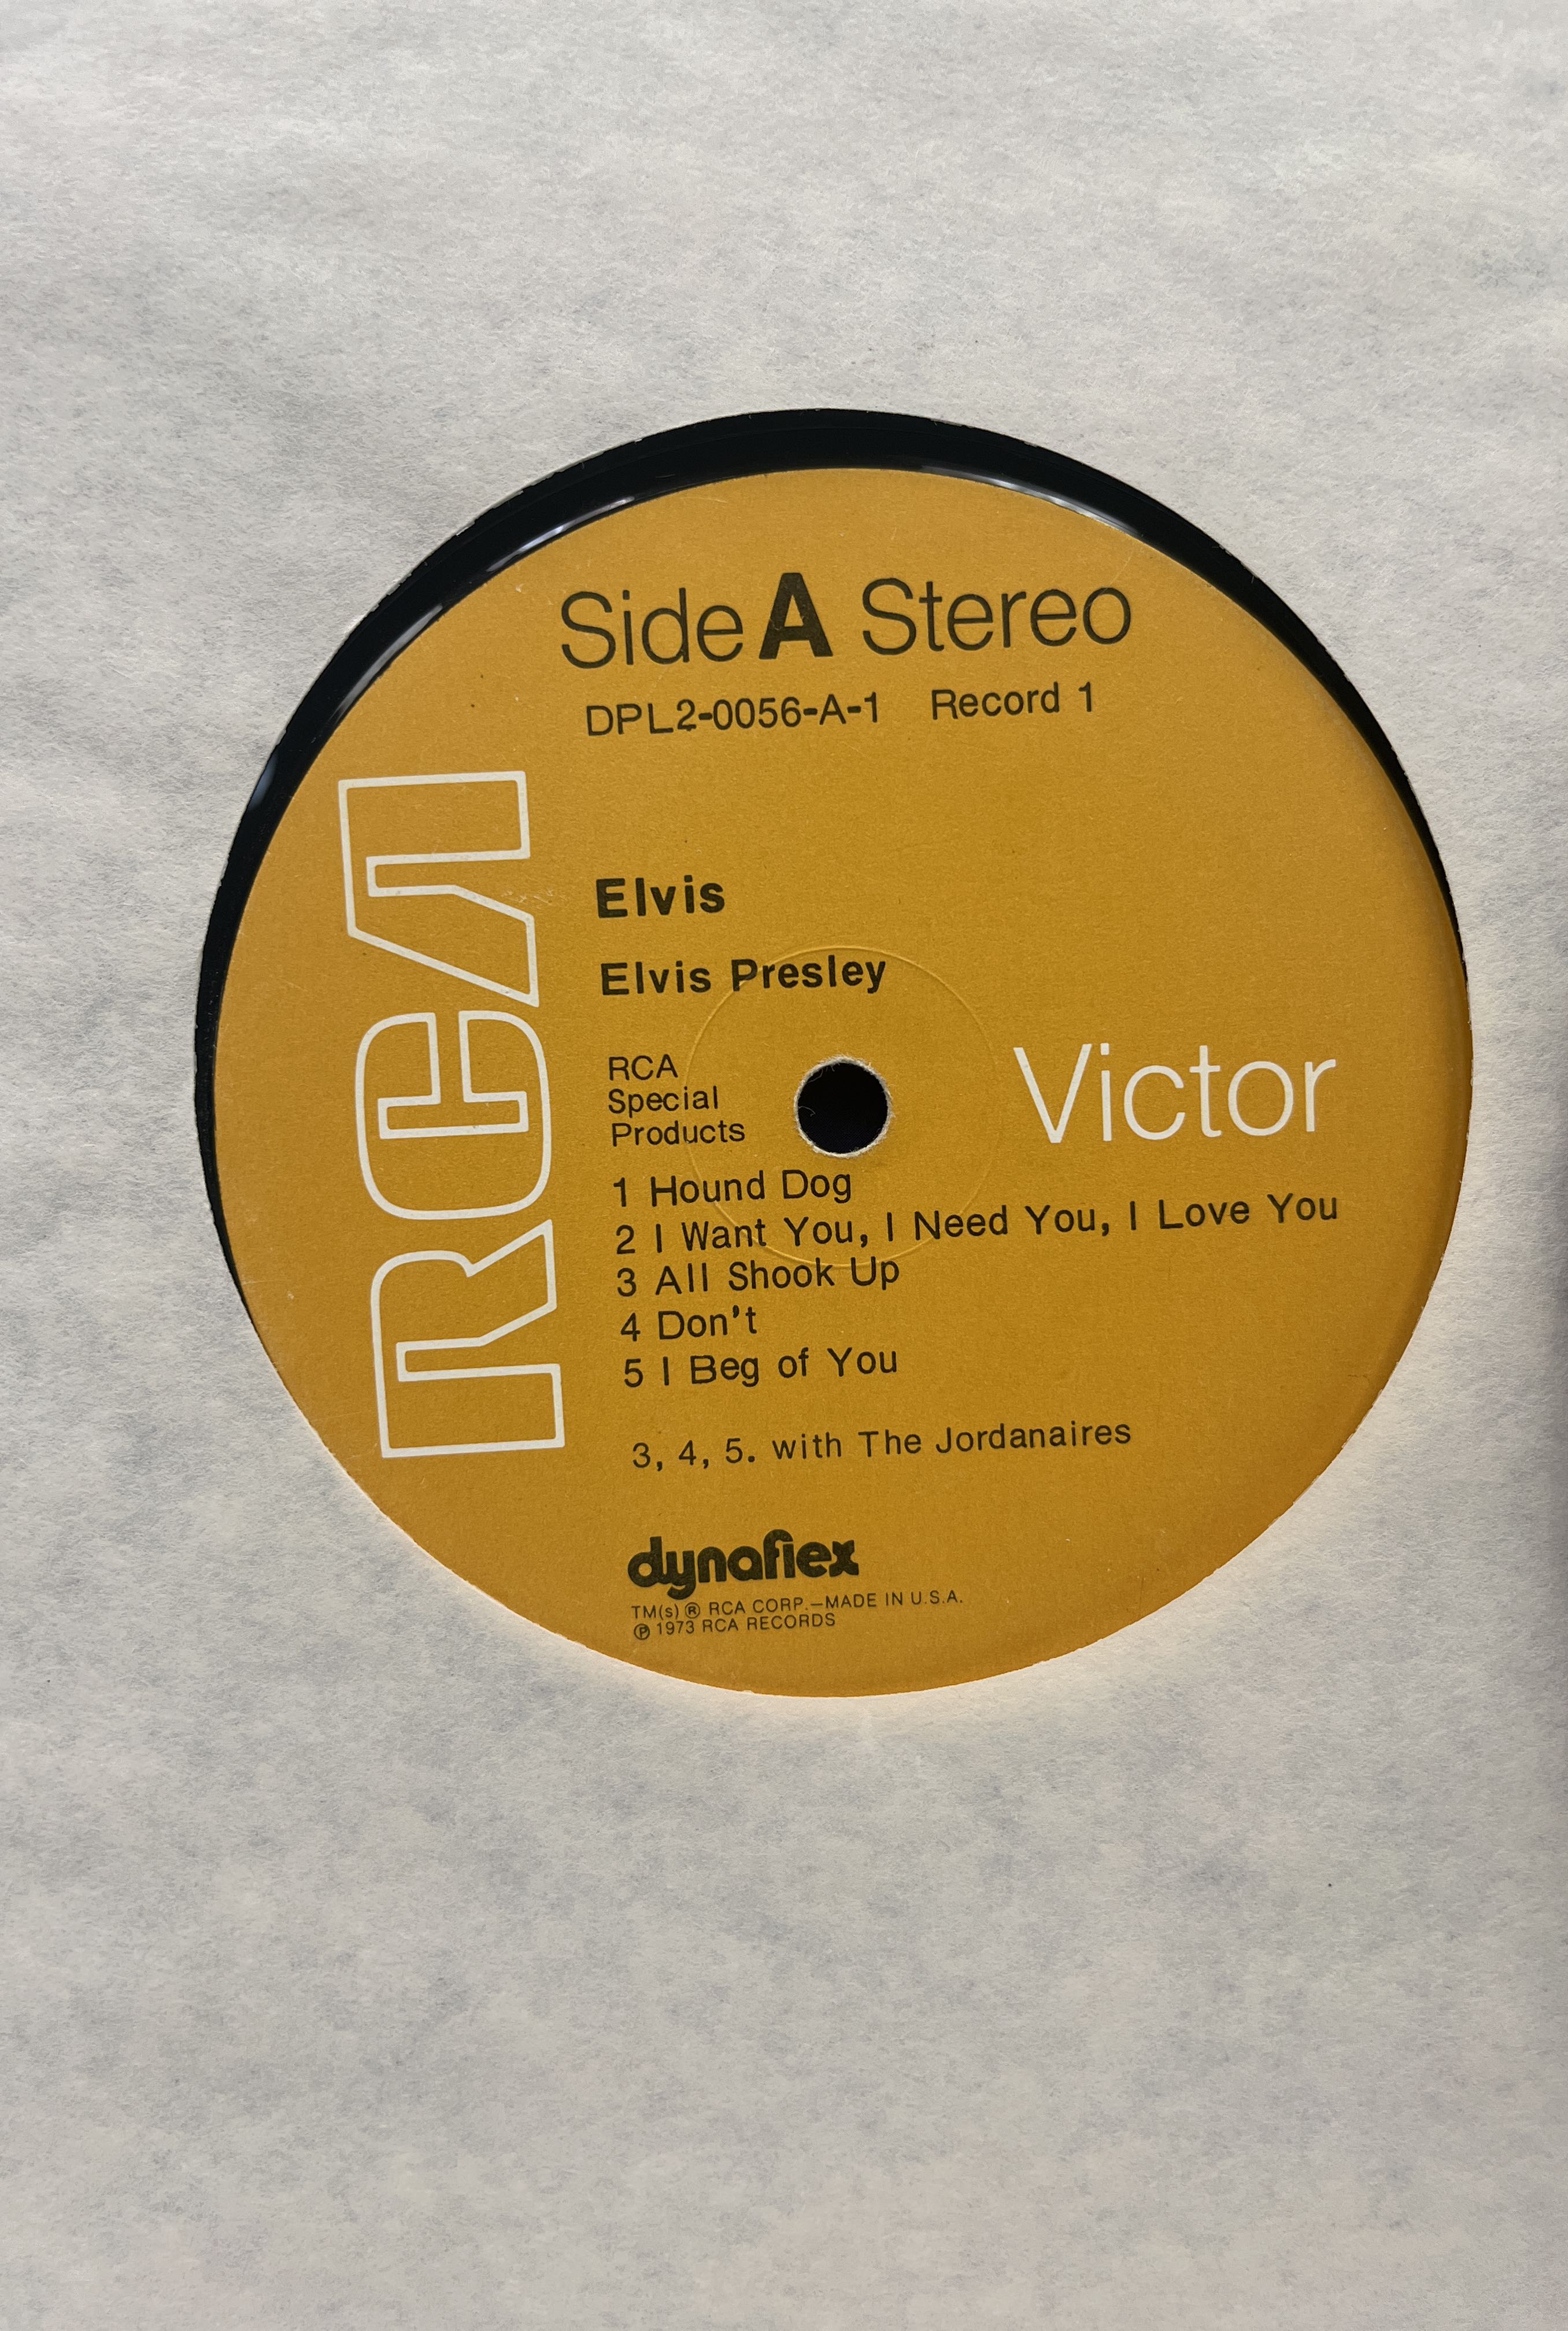 Side A Stereo
DPL2-0056-A-1 Record 1
RCA
Elvis
Elvis Presley
RCA
Special
Products
Victor
1 Hound Dog
2 I Want You, I Need You, I Love You
3 All Shook Up
4 Don't
5 I Beg of You
3, 4, 5. with The Jordanaires
dynaflex
TM(s) ® RCA CORP.—MADE IN U.S.A.
℗ 1973 RCA RECORDS